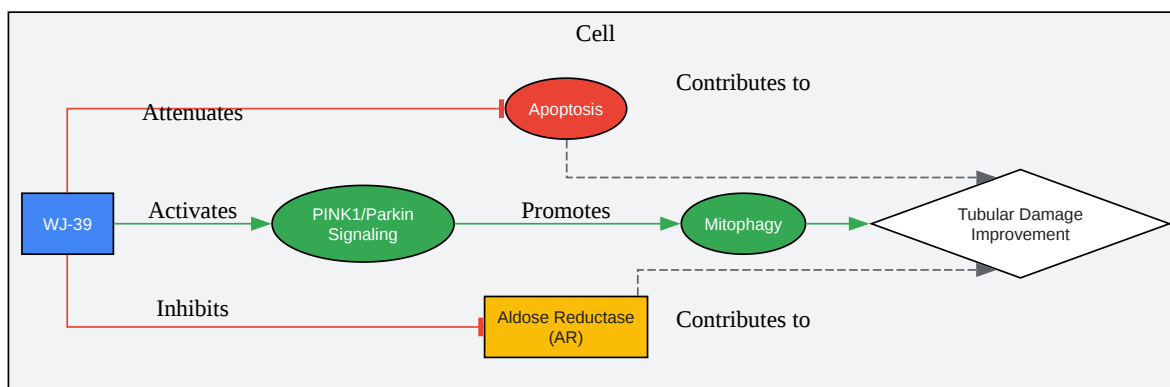 Cell
Contributes to
Apoptosis
Attenuates
WJ-39
Activates
PINK1/Parkin
Signaling
Promotes
Mitophagy
Tubular Damage
Improvement
Inhibits
Aldose Reductase
(AR)
Contributes to